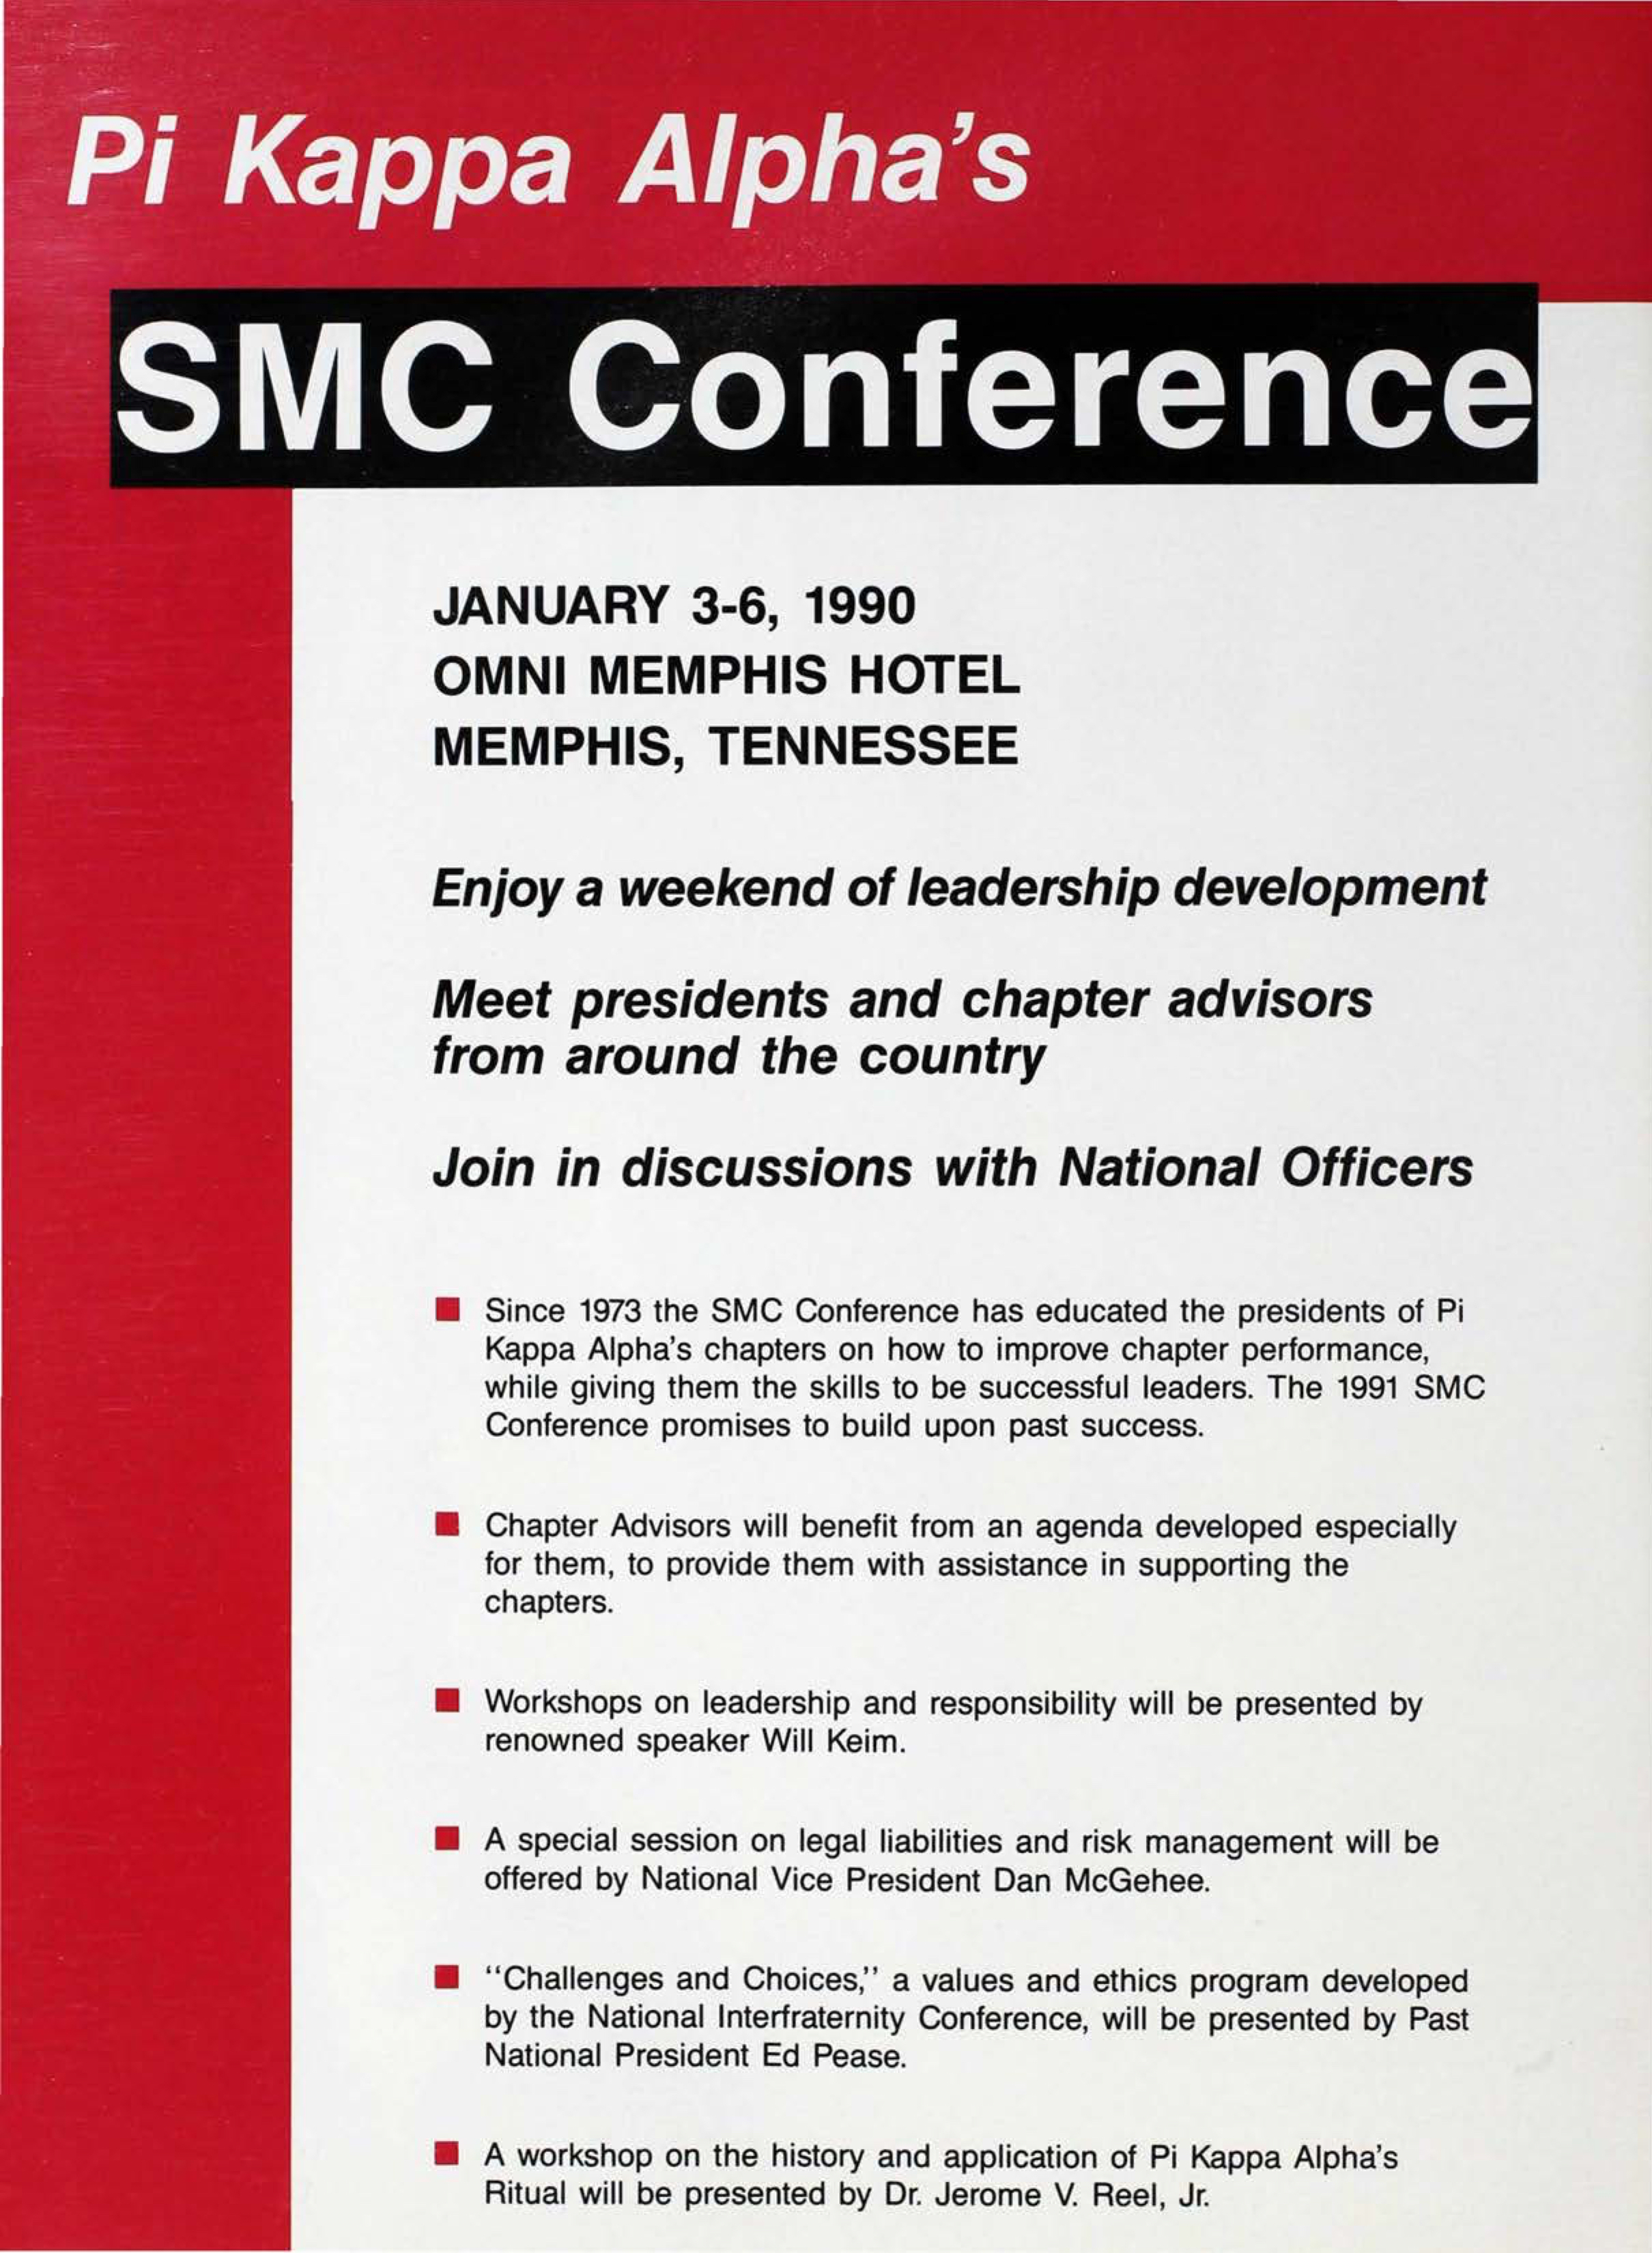 Pi Kappa Alpha's
SMC Conference
JANUARY 3-6, 1990
OMNI MEMPHIS HOTEL
MEMPHIS, TENNESSEE
Enjoy a weekend of leadership development
Meet presidents and chapter advisors
from around the country
Join in discussions with National Officers
■ Since 1973 the SMC Conference has educated the presidents of Pi
Kappa Alpha's chapters on how to improve chapter performance,
while giving them the skills to be successful leaders. The 1991 SMC
Conference promises to build upon past success.
■ Chapter Advisors will benefit from an agenda developed especially
for them, to provide them with assistance in supporting the
chapters.
■ Workshops on leadership and responsibility will be presented by
renowned speaker Will Keim.
■ A special session on legal liabilities and risk management will be
offered by National Vice President Dan McGehee.
■ ‘‘Challenges and Choices,’’ a values and ethics program developed
by the National Interfraternity Conference, will be presented by Past
National President Ed Pease.
■ A workshop on the history and application of Pi Kappa Alpha's
Ritual will be presented by Dr. Jerome V. Reel, Jr.